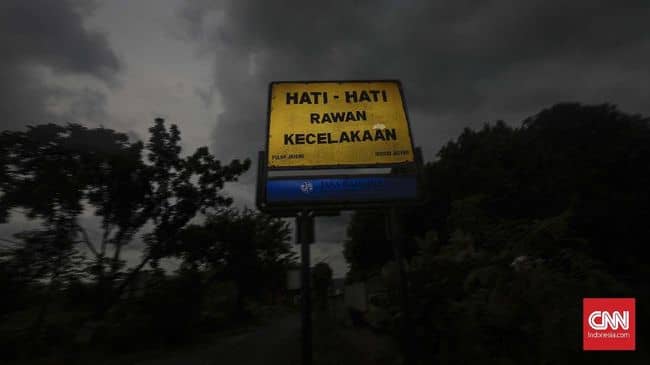 HATI - HATI
RAWAN
KECELAKAAN
CNN
Indonesia.com